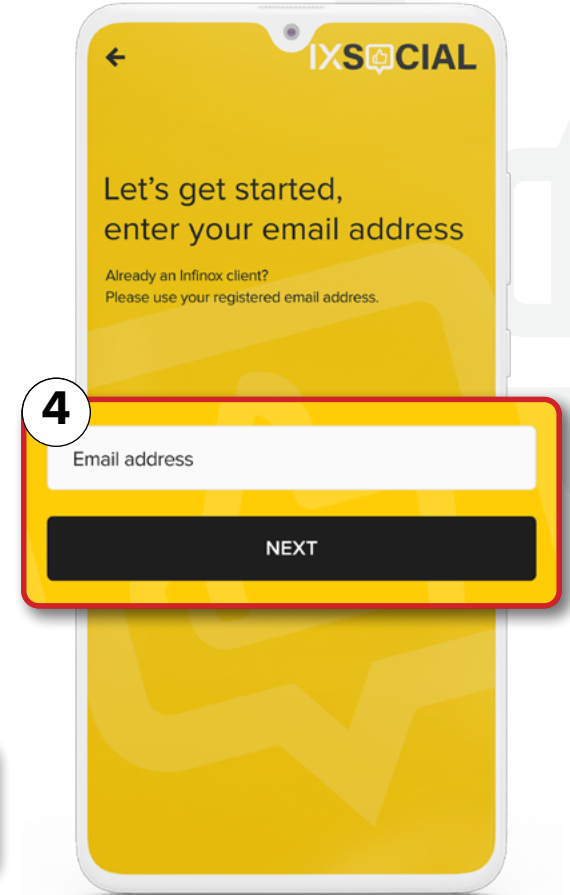 IXSOCIAL
Let's get started,
enter your email address
Already an Infinox client?
Please use your registered email address.
4
Email address
NEXT